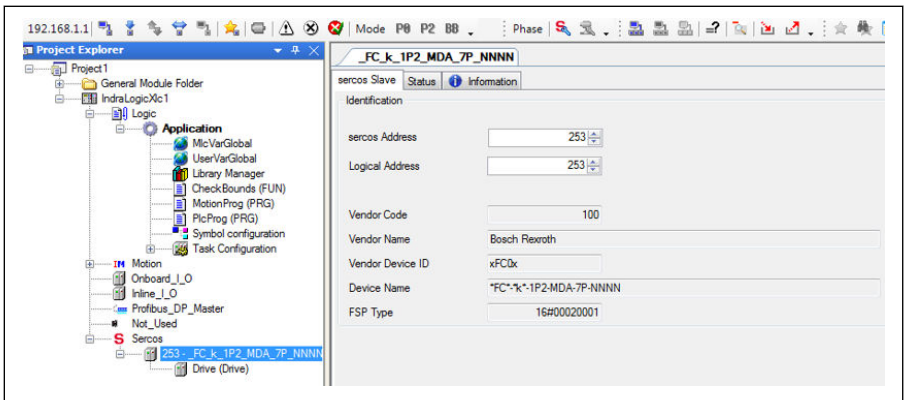 192.168.1.1 Mode P0 P2 BB Phase
Project Explorer
Project1
General Module Folder
IndraLogicXlc1
Logic
Application
MlcVarGlobal
UserVarGlobal
Library Manager
CheckBounds (FUN)
MotionProg (PRG)
PlcProg (PRG)
Symbol configuration
Task Configuration
IM Motion
Onboard_I_O
Inline_I_O
Profibus_DP_Master
Not_Used
S Sercos
253 - _FC_k_1P2_MDA_7P_NNNN
Drive (Drive)
_FC_k_1P2_MDA_7P_NNNN
sercos Slave Status Information
Identification
sercos Address 253
Logical Address 253
Vendor Code 100
Vendor Name Bosch Rexroth
Vendor Device ID xFC0x
Device Name *FC*-*k*-1P2-MDA-7P-NNNN
FSP Type 16#00020001